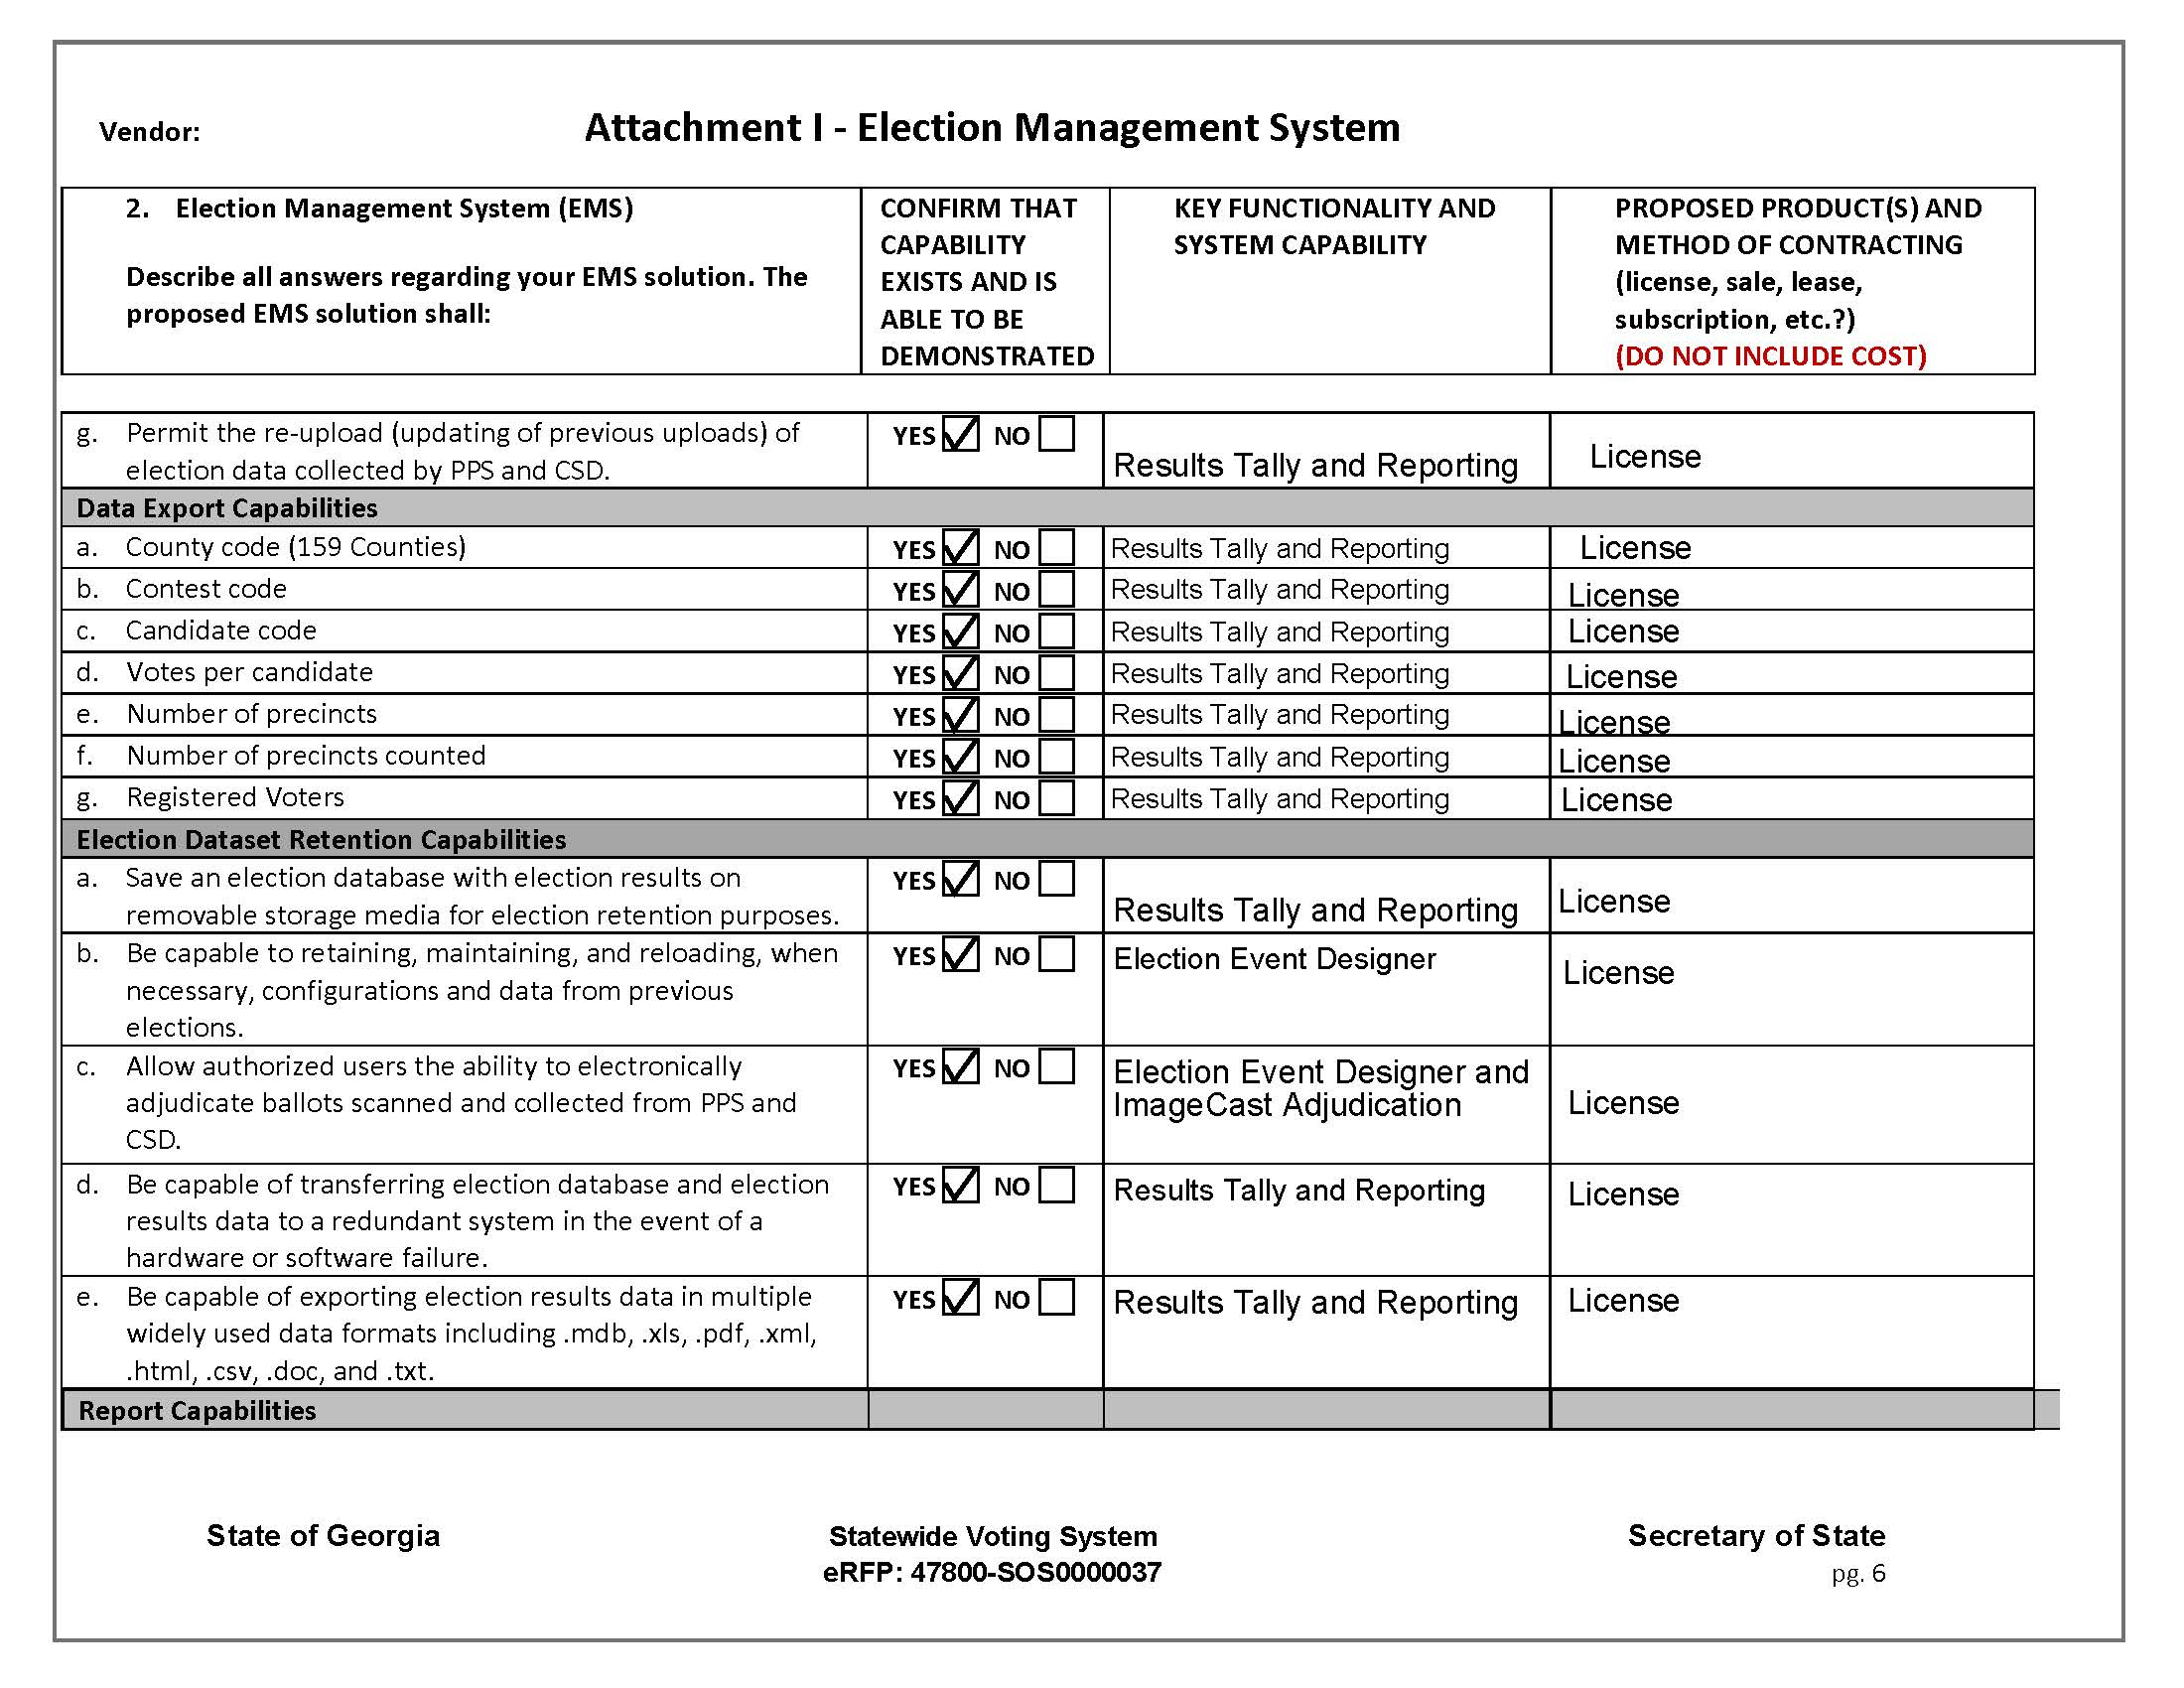 Vendor:
Attachment I - Election Management System
2. Election Management System (EMS)
Describe all answers regarding your EMS solution. The
proposed EMS solution shall:
CONFIRM THAT
CAPABILITY
EXISTS AND IS
ABLE TO BE
DEMONSTRATED
KEY FUNCTIONALITY AND
SYSTEM CAPABILITY
PROPOSED PRODUCT(S) AND
METHOD OF CONTRACTING
(license, sale, lease,
subscription, etc.?)
(DO NOT INCLUDE COST)
g. Permit the re-upload (updating of previous uploads) of
election data collected by PPS and CSD.
YES NO
Results Tally and Reporting
License
Data Export Capabilities
a. County code (159 Counties) YES NO Results Tally and Reporting License
b. Contest code YES NO Results Tally and Reporting License
c. Candidate code YES NO Results Tally and Reporting License
d. Votes per candidate YES NO Results Tally and Reporting License
e. Number of precincts YES NO Results Tally and Reporting License
f. Number of precincts counted YES NO Results Tally and Reporting License
g. Registered Voters YES NO Results Tally and Reporting License
Election Dataset Retention Capabilities
a. Save an election database with election results on
removable storage media for election retention purposes.
YES NO
Results Tally and Reporting
License
b. Be capable to retaining, maintaining, and reloading, when
necessary, configurations and data from previous
elections.
YES NO
Election Event Designer
License
c. Allow authorized users the ability to electronically
adjudicate ballots scanned and collected from PPS and
CSD.
YES NO
Election Event Designer and
ImageCast Adjudication
License
d. Be capable of transferring election database and election
results data to a redundant system in the event of a
hardware or software failure.
YES NO
Results Tally and Reporting
License
e. Be capable of exporting election results data in multiple
widely used data formats including .mdb, .xls, .pdf, .xml,
.html, .csv, .doc, and .txt.
YES NO
Results Tally and Reporting
License
Report Capabilities
State of Georgia
Statewide Voting System
eRFP: 47800-SOS0000037
Secretary of State
pg. 6